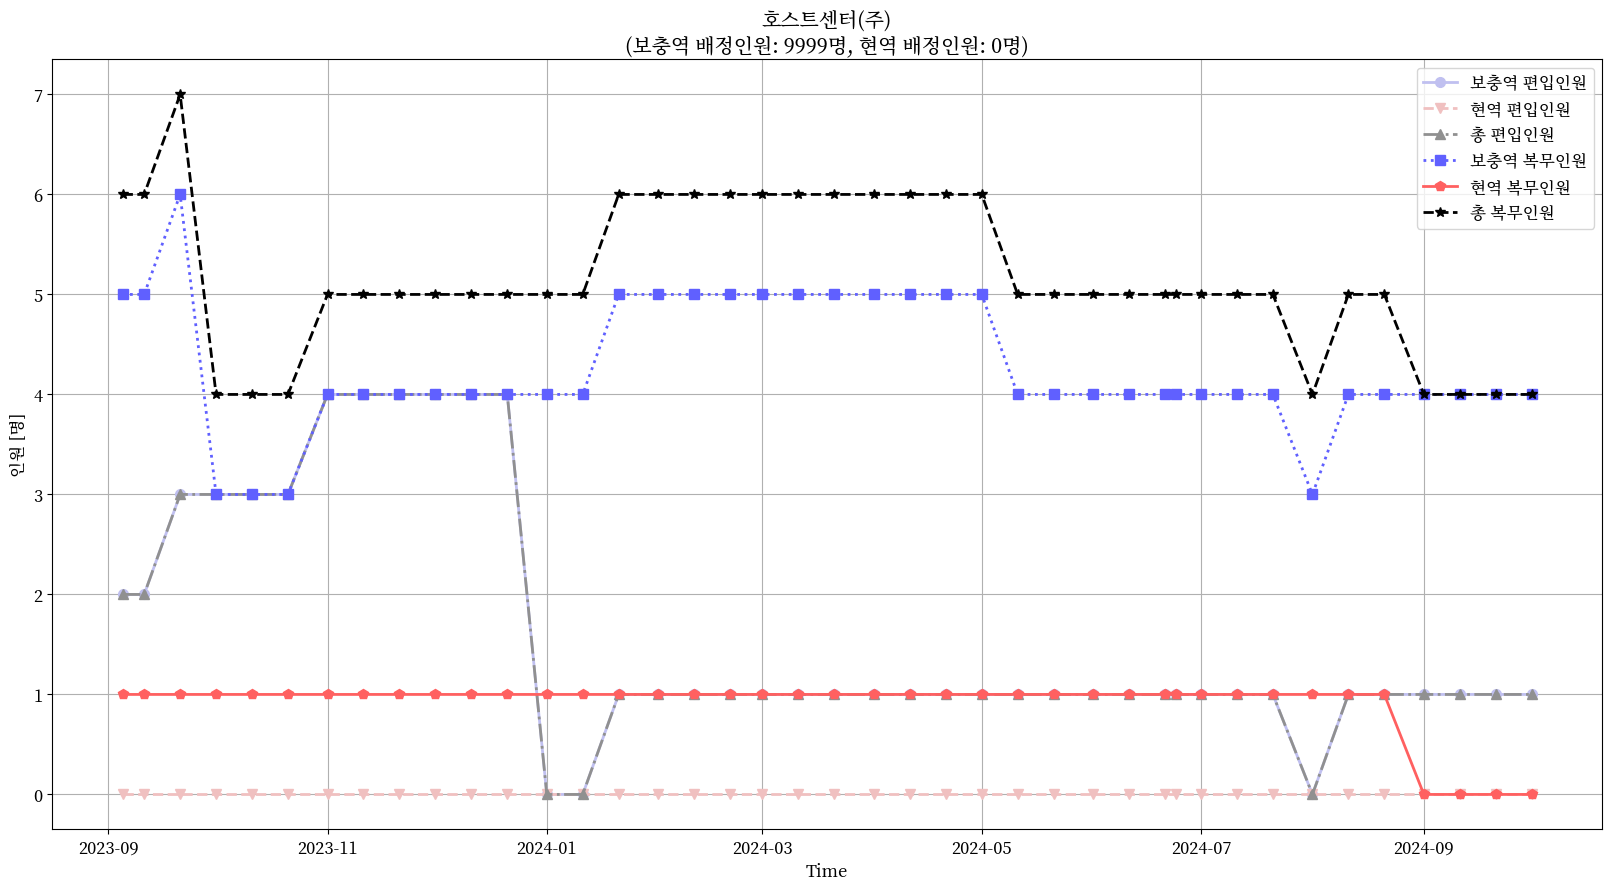 호스트센터(주)
(보충역 배정인원: 9999명, 현역 배정인원: 0명)
보충역 편입인원
현역 편입인원
총 편입인원
보충역 복무인원
현역 복무인원
총 복무인원
인원 [명]
7
6
5
4
3
2
1
0
2023-09
2023-11
2024-01
2024-03
2024-05
2024-07
2024-09
Time